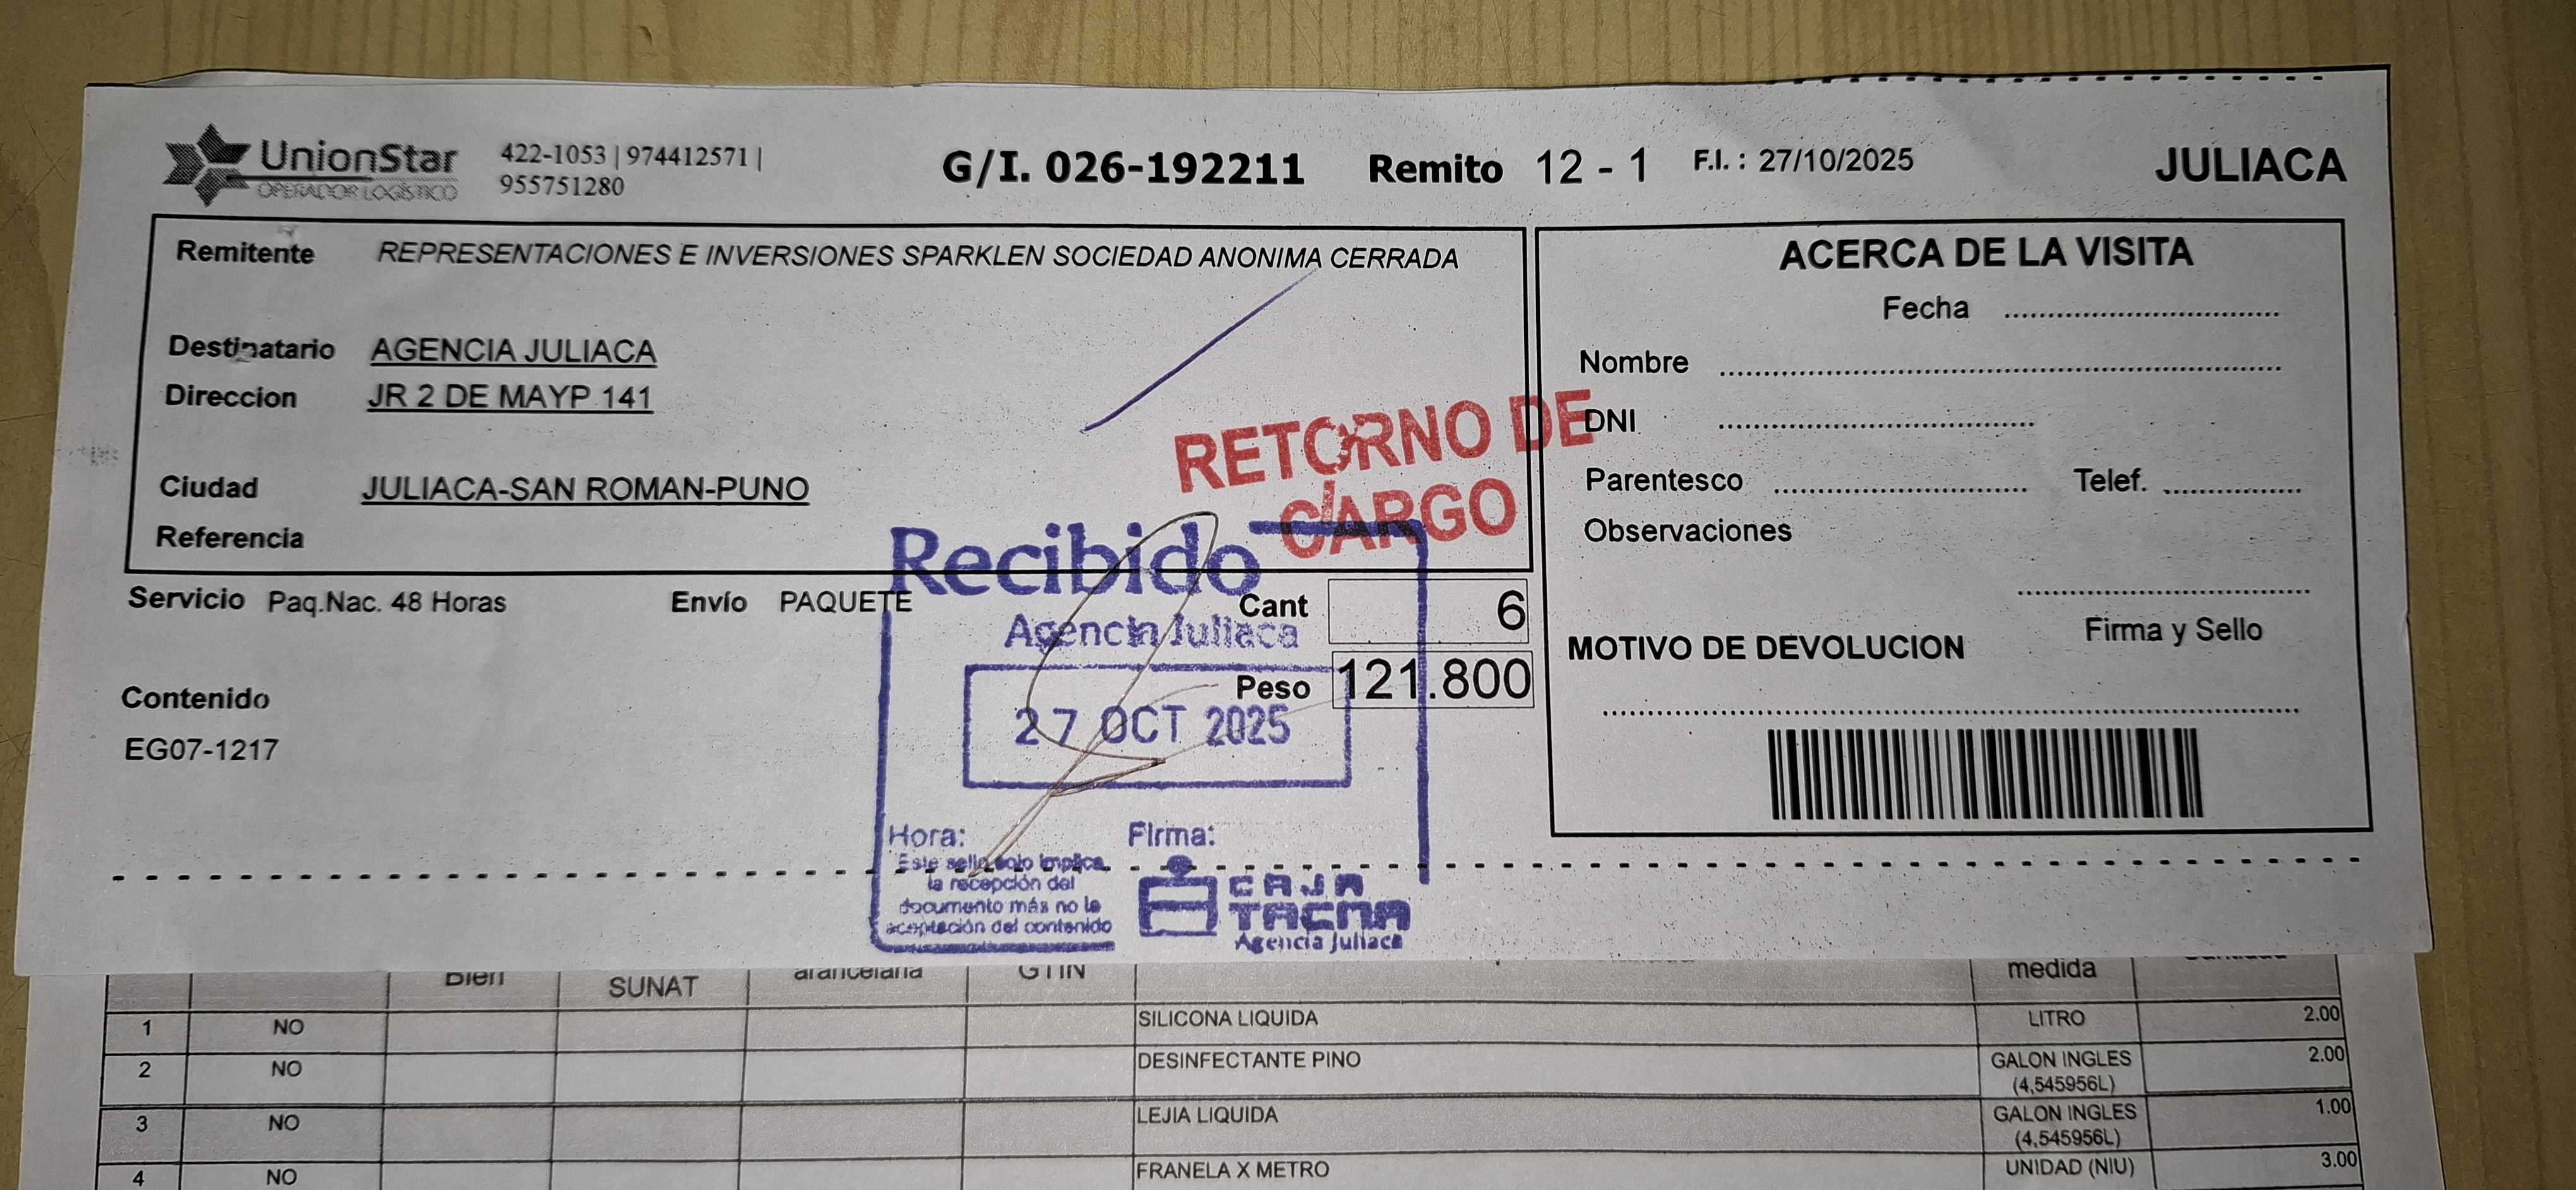 UnionStar
OPERADOR LOGÍSTICO
422-1053 | 974412571 |
955751280
G/I. 026-192211 Remito 12 - 1 F.I. : 27/10/2025 JULIACA
Remitente REPRESENTACIONES E INVERSIONES SPARKLEN SOCIEDAD ANONIMA CERRADA
Destinatario AGENCIA JULIACA
Direccion JR 2 DE MAYP 141
Ciudad JULIACA-SAN ROMAN-PUNO
Referencia
RETORNO DE
CARGO
Servicio Paq.Nac. 48 Horas Envío PAQUETE Cant 6
Peso 121.800
Contenido
EG07-1217
Recibido
Agencia Juliaca
27 OCT 2025
Hora: Firma:
Este sello solo implica
la recepción del
documento más no la
aceptación del contenido
CAJA
TACNA
Agencia Juliaca
ACERCA DE LA VISITA
Fecha
Nombre
DNI
Parentesco Telef.
Observaciones
Firma y Sello
MOTIVO DE DEVOLUCION
Bien SUNAT arancelaria GTIN medida Cantidad
1 NO SILICONA LIQUIDA LITRO 2.00
2 NO DESINFECTANTE PINO GALON INGLES (4,545956L) 2.00
3 NO LEJIA LIQUIDA GALON INGLES (4,545956L) 1.00
4 NO FRANELA X METRO UNIDAD (NIU) 3.00